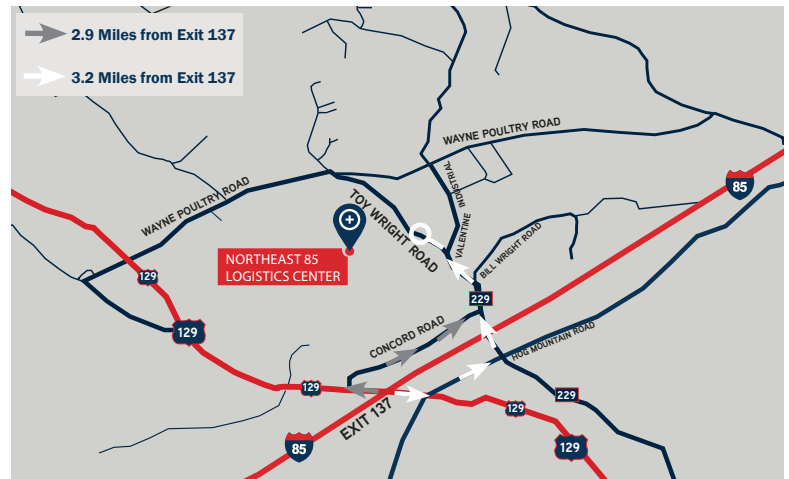 2.9 Miles from Exit 137
3.2 Miles from Exit 137
WAYNE POULTRY ROAD
INDUSTRIAL
VALENTINE
85
WAYNE POULTRY ROAD
TOY WRIGHT ROAD
BILL WRIGHT ROAD
NORTHEAST 85
LOGISTICS CENTER
129
229
129
CONCORD ROAD
HOG MOUNTAIN ROAD
129
229
129
EXIT 137
85
129